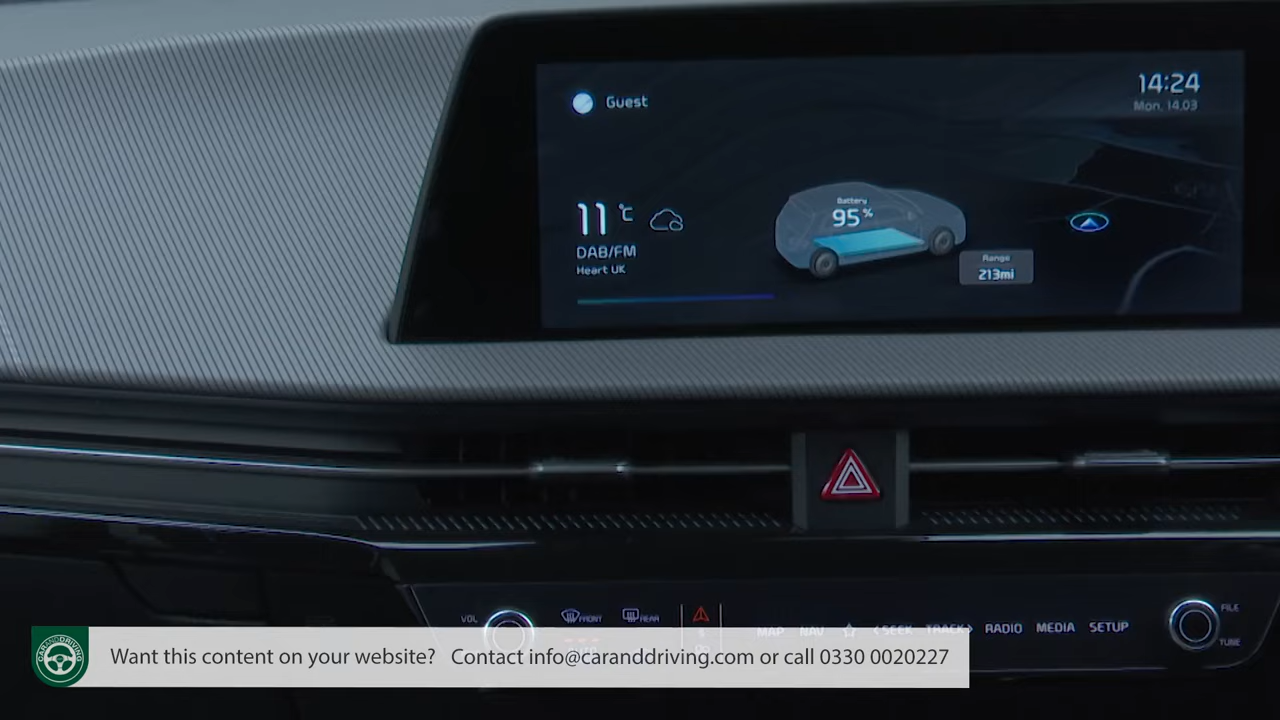 Guest
14:24
Mon. 14.03
11 °C
DAB/FM
Heart UK
Battery
95 %
Range
213mi
VOL
FRONT
REAR
MAP
NAV
SEEK
TRACK
RADIO
MEDIA
SETUP
FILE
TUNE
CARANDDRIVING
Want this content on your website? Contact info@caranddriving.com or call 0330 0020227